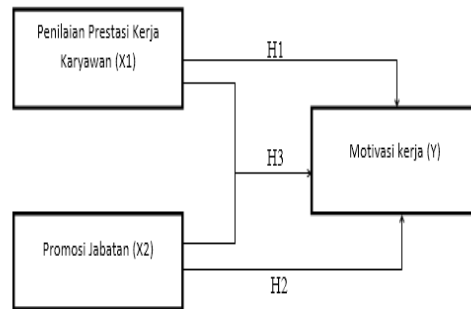 Penilaian Prestasi Kerja
Karyawan (X1)
H1
Motivasi kerja (Y)
H3
Promosi Jabatan (X2)
H2